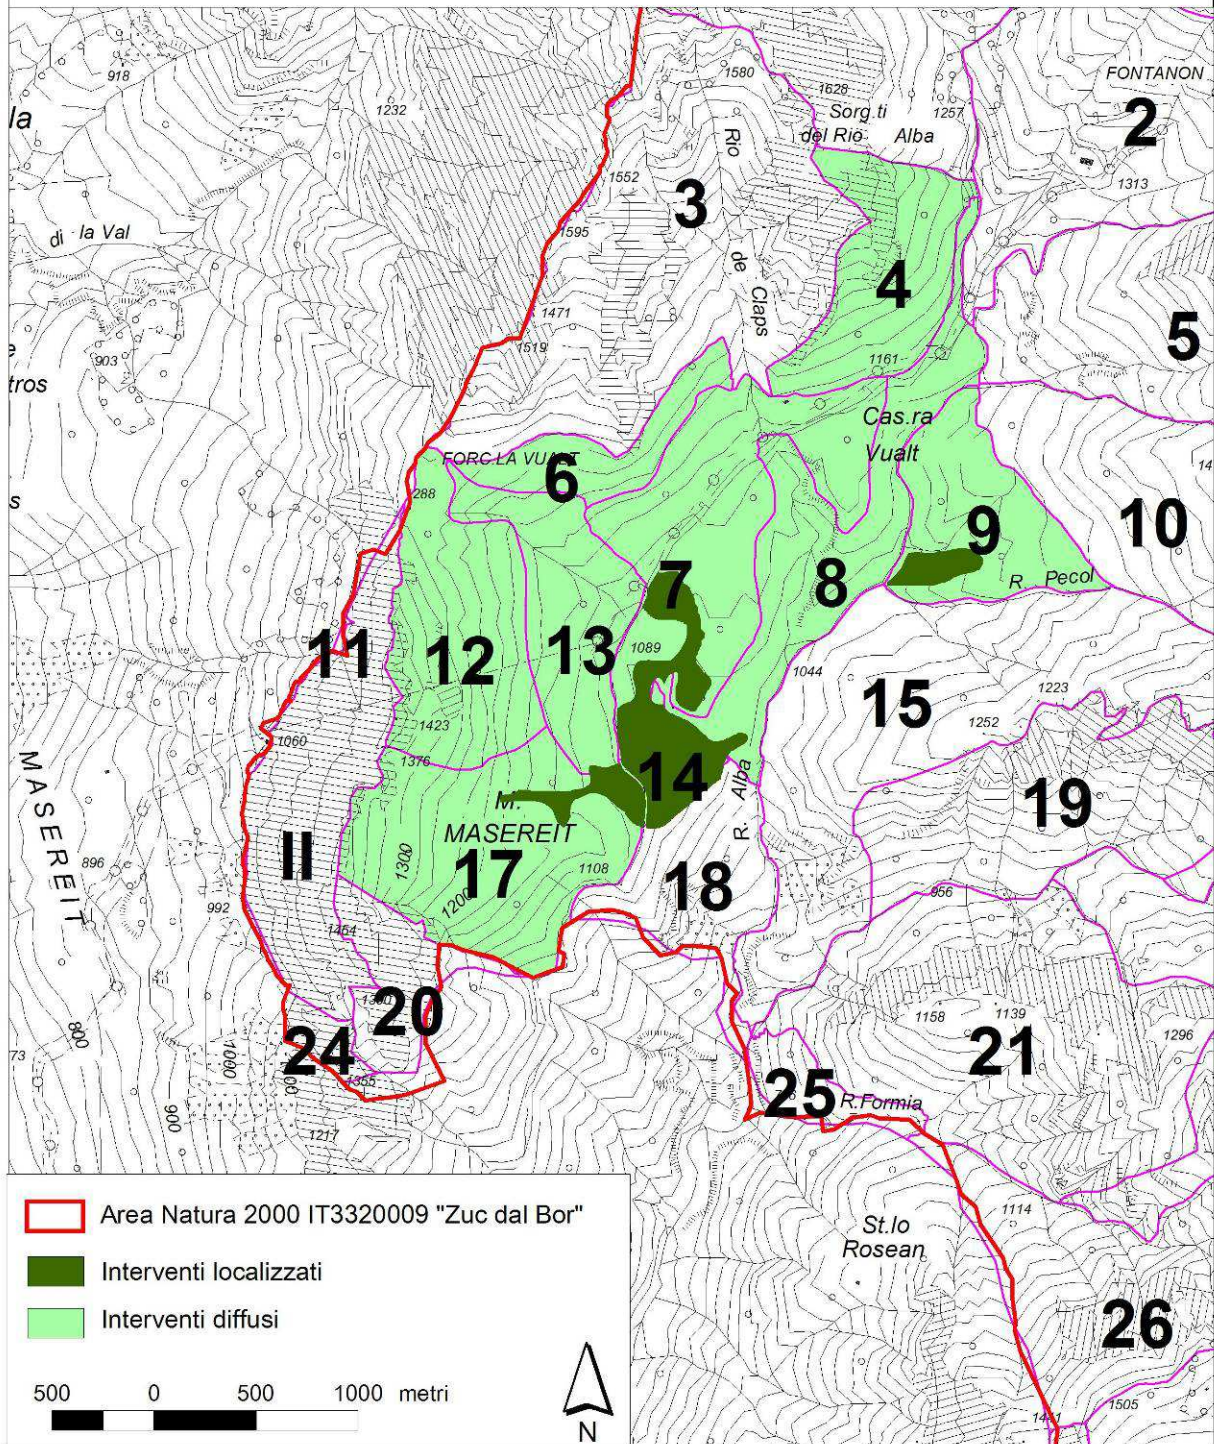 918
1232
1580
1628
Sorg.ti
del Rio Alba
1257
FONTANON
2
la
Rio
de
Claps
1552
3
1313
1595
di la Val
4
5
1471
1519
903
1161
tros
Cas.ra
Vualt
FORC.LA VUALT
6
288
s
9
10
7
8
R. Pecol
11
12
13
1089
1044
15
1223
1252
1423
1060
1376
14
R. Alba
19
MASEREIT
M.
MASEREIT
II
1300
17
1108
18
896
992
1200
956
1454
1300
20
1158
1139
21
1296
800
73
1000
24
1355
25
R.Formia
900
1217
Area Natura 2000 IT3320009 "Zuc dal Bor"
Interventi localizzati
Interventi diffusi
500 0 500 1000 metri
N
St.lo
Rosean
1114
26
1505